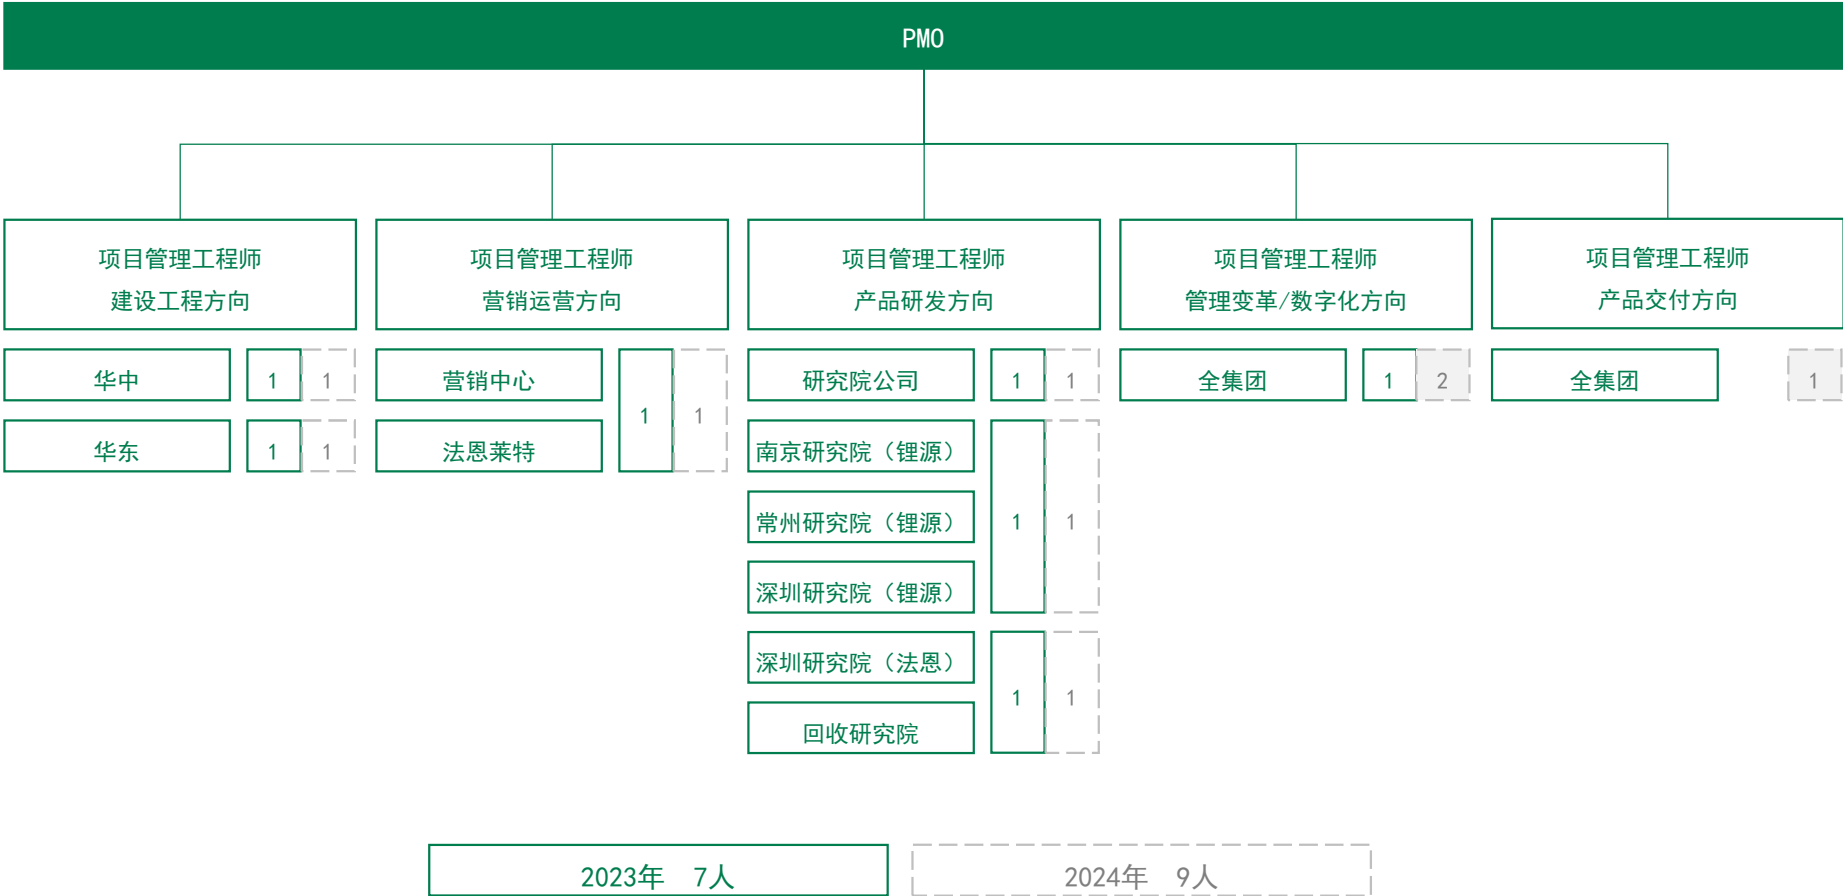 PMO
项目管理工程师
建设工程方向
项目管理工程师
营销运营方向
项目管理工程师
产品研发方向
项目管理工程师
管理变革/数字化方向
项目管理工程师
产品交付方向
华中
1
1
华东
1
1
营销中心
法恩莱特
1
1
研究院公司
1
1
南京研究院（锂源）
常州研究院（锂源）
深圳研究院（锂源）
1
1
深圳研究院（法恩）
回收研究院
1
1
全集团
1
2
全集团
1
2023年 7人
2024年 9人